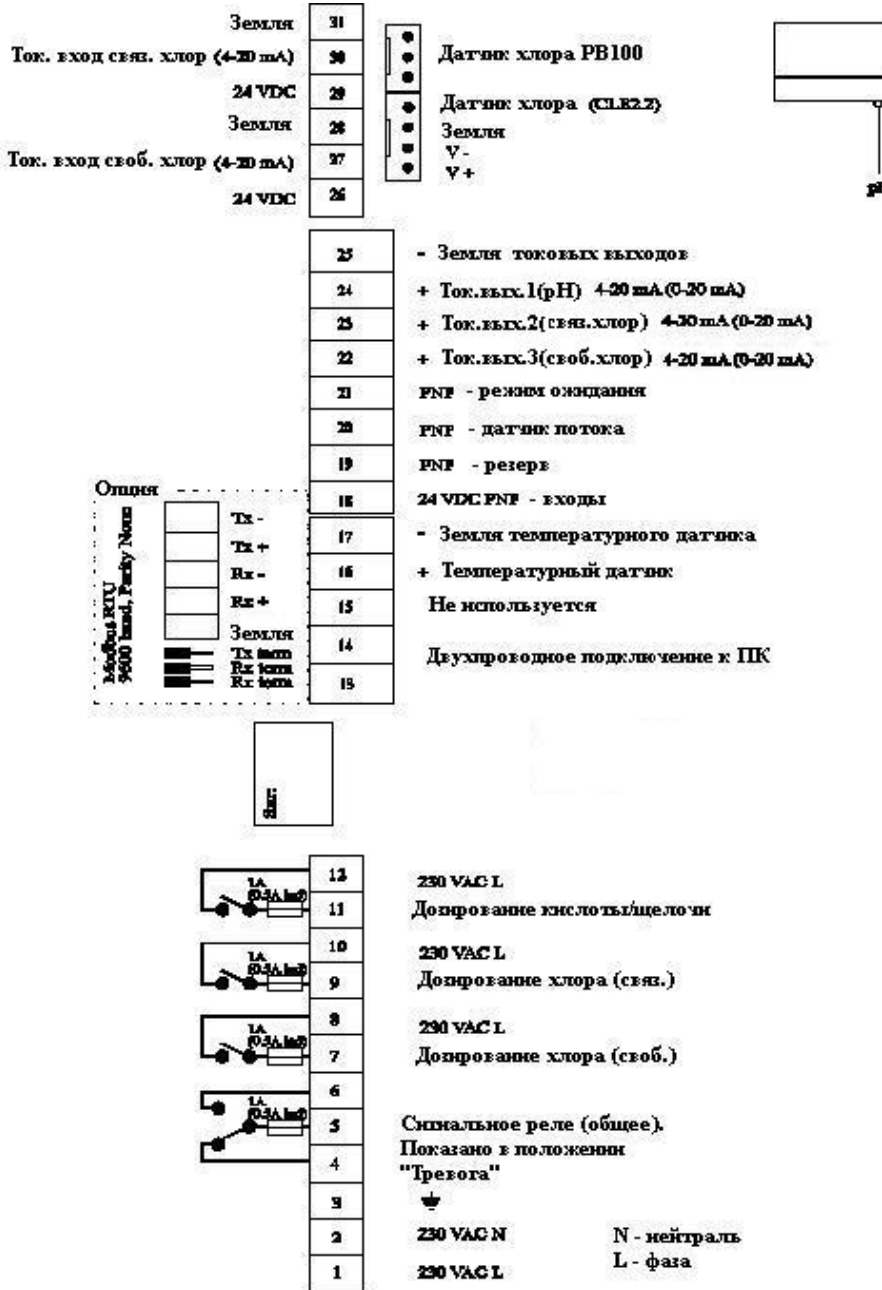 Земля 31
Ток. вход связ. хлор (4-20 mA) 30
24 VDC 29
Земля 28
Ток. вход своб. хлор (4-20 mA) 27
24 VDC 26
Датчик хлора PB100
Датчик хлора (CLE2.2)
Земля
V -
V +
25 - Земля токовых выходов
24 + Ток.вых.1(pH) 4-20 mA (0-20 mA)
23 + Ток.вых.2(связ.хлор) 4-20 mA (0-20 mA)
22 + Ток.вых.3(своб.хлор) 4-20 mA (0-20 mA)
21 PNP - режим ожидания
20 PNP - датчик потока
19 PNP - резерв
18 24 VDC PNP - входы
17 - Земля температурного датчика
16 + Температурный датчик
15 Не используется
14
Двухпроводное подключение к ПК
13
Опция
Modbus RTU
9600 baud, Parity None
Tx -
Tx +
Rx -
Rx +
Земля
Tx term
Rx term
Rx term
12 230 VAC L
1A
11 Дозирование кислоты/щелочи
10 230 VAC L
1A
9 Дозирование хлора (связ.)
8 230 VAC L
1A
7 Дозирование хлора (своб.)
6
1A
5 Сигнальное реле (общее).
Показано в положении
4
"Тревога"
3
2 230 VAC N N - нейтраль
1 230 VAC L L - фаза